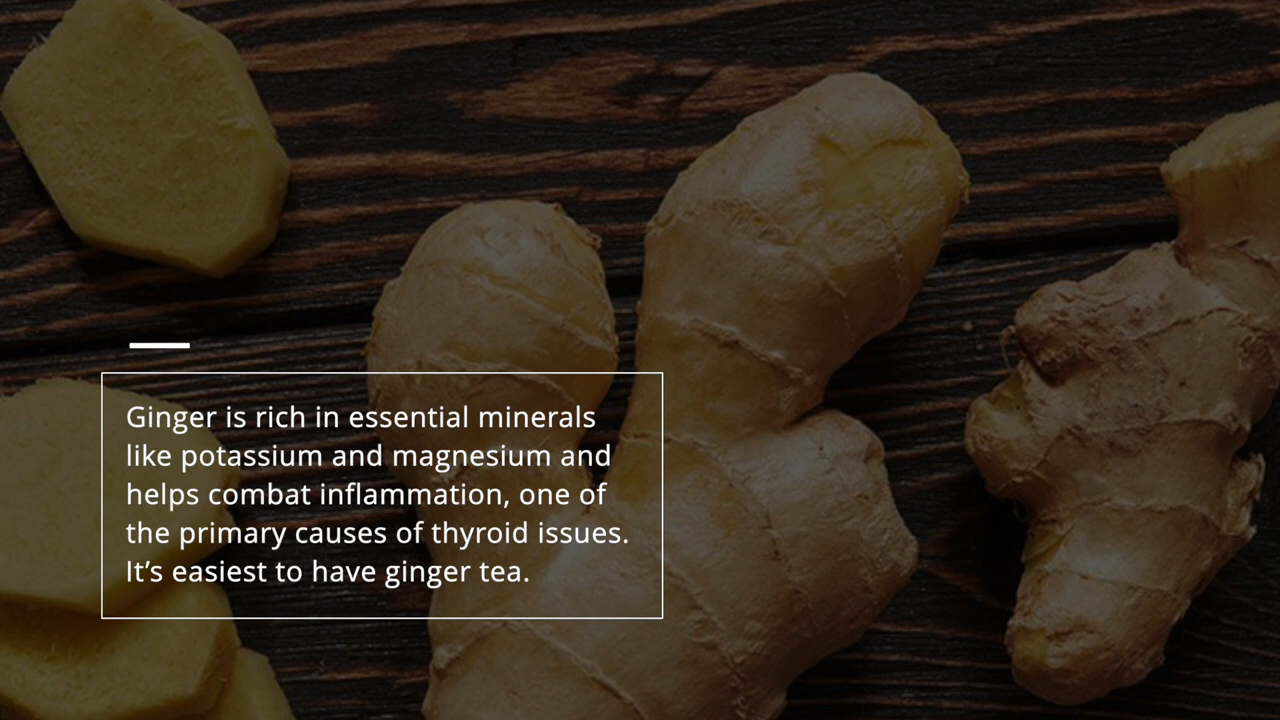 Ginger is rich in essential minerals
like potassium and magnesium and
helps combat inflammation, one of
the primary causes of thyroid issues.
It’s easiest to have ginger tea.